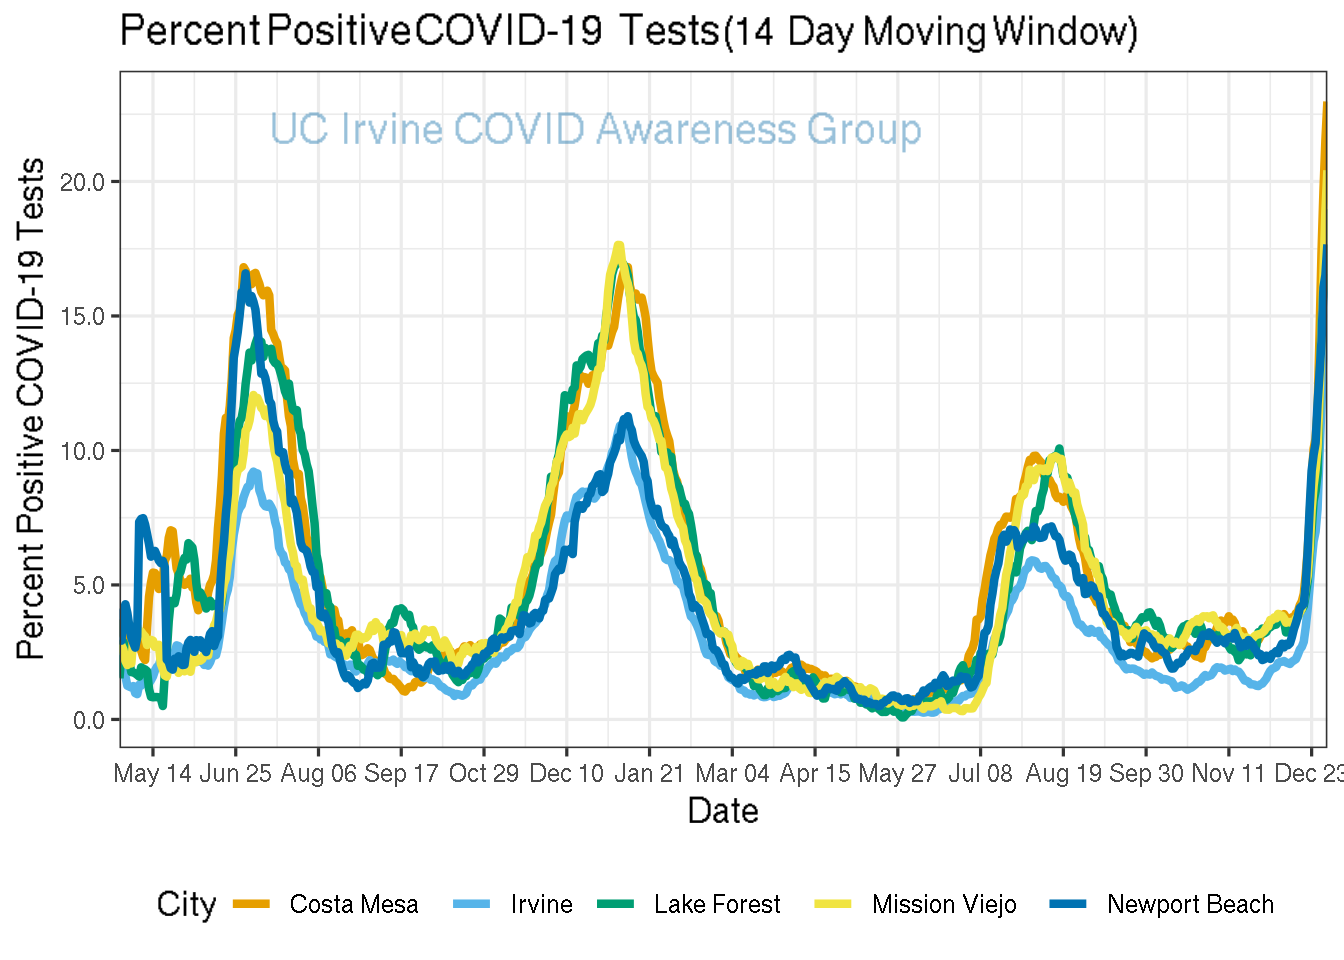 Percent Positive COVID-19 Tests(14 Day Moving Window)
UC Irvine COVID Awareness Group
Percent Positive COVID-19 Tests
20.0
15.0
10.0
5.0
0.0
May 14 Jun 25 Aug 06 Sep 17 Oct 29 Dec 10 Jan 21 Mar 04 Apr 15 May 27 Jul 08 Aug 19 Sep 30 Nov 11 Dec 23
Date
City Costa Mesa Irvine Lake Forest Mission Viejo Newport Beach